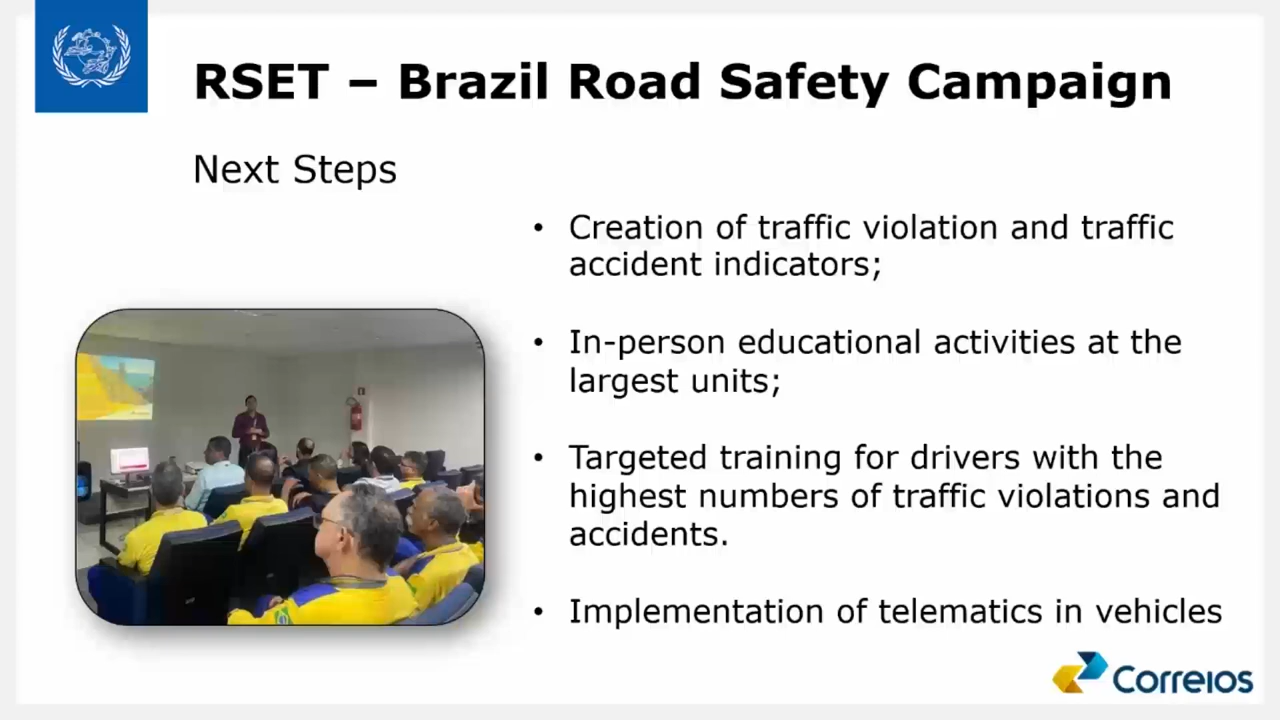 RSET – Brazil Road Safety Campaign
Next Steps
• Creation of traffic violation and traffic
accident indicators;
• In-person educational activities at the
largest units;
• Targeted training for drivers with the
highest numbers of traffic violations and
accidents.
• Implementation of telematics in vehicles
Correios